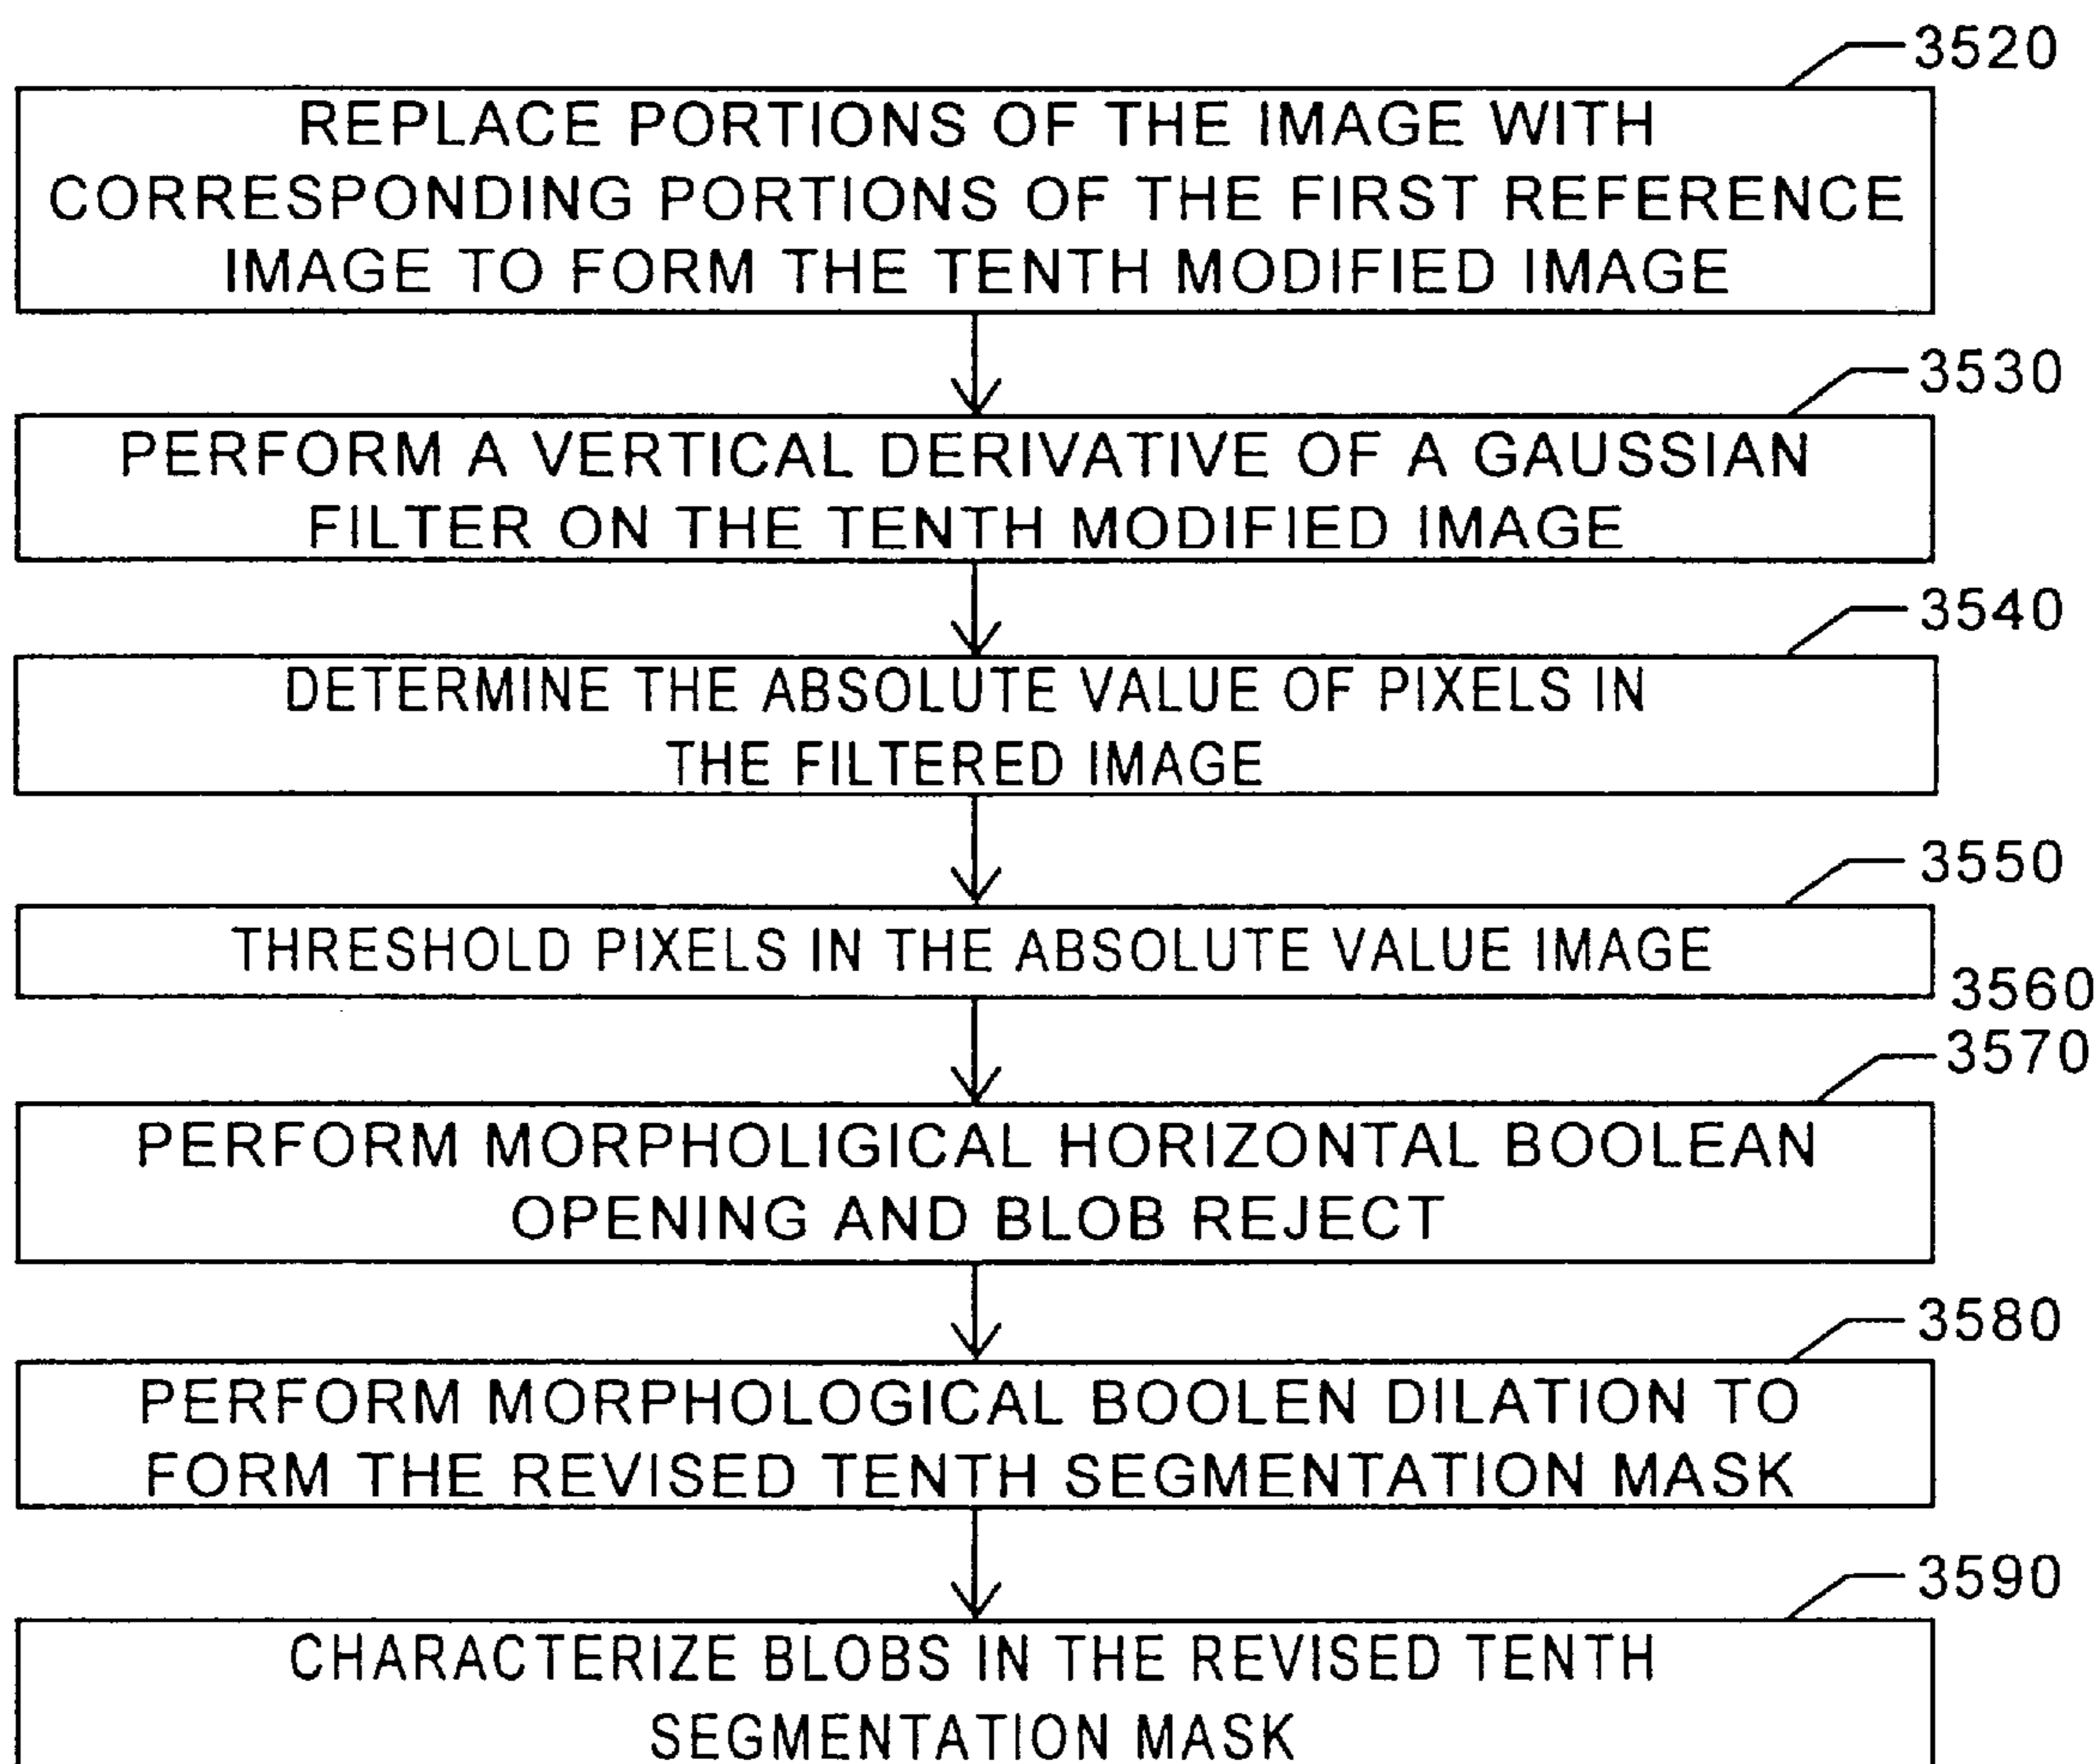 3520
REPLACE PORTIONS OF THE IMAGE WITH
CORRESPONDING PORTIONS OF THE FIRST REFERENCE
IMAGE TO FORM THE TENTH MODIFIED IMAGE
3530
PERFORM A VERTICAL DERIVATIVE OF A GAUSSIAN
FILTER ON THE TENTH MODIFIED IMAGE
3540
DETERMINE THE ABSOLUTE VALUE OF PIXELS IN
THE FILTERED IMAGE
3550
THRESHOLD PIXELS IN THE ABSOLUTE VALUE IMAGE
3560
3570
PERFORM MORPHOLIGICAL HORIZONTAL BOOLEAN
OPENING AND BLOB REJECT
3580
PERFORM MORPHOLOGICAL BOOLEN DILATION TO
FORM THE REVISED TENTH SEGMENTATION MASK
3590
CHARACTERIZE BLOBS IN THE REVISED TENTH
SEGMENTATION MASK